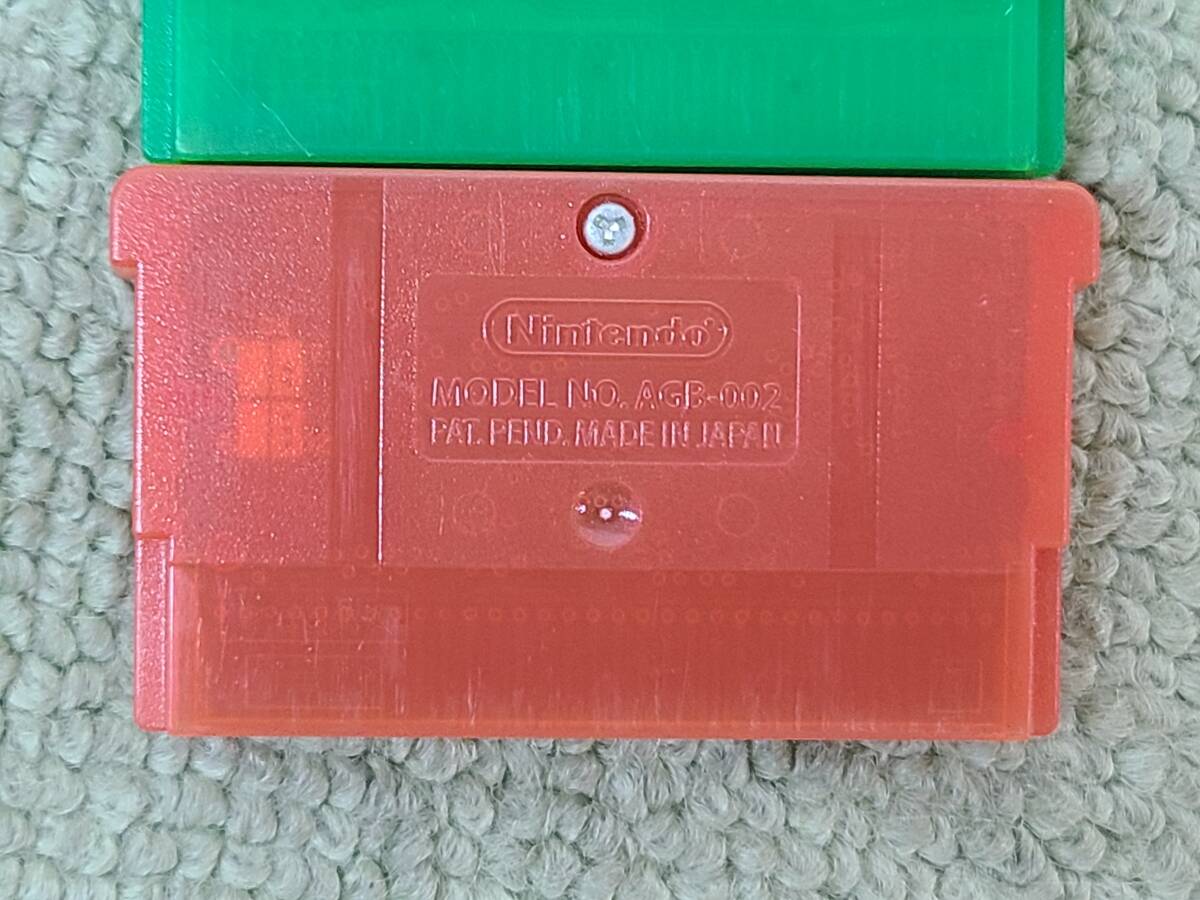 Nintendo
MODEL NO. AGB-002
PAT. PEND. MADE IN JAPAN